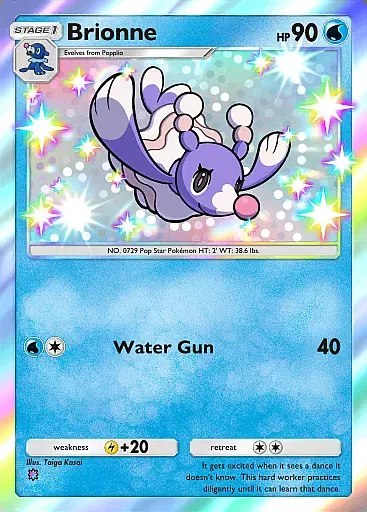 STAGE 1
Brionne
HP 90
Evolves from Popplio
NO. 0729 Pop Star Pokémon HT: 2' WT: 38.6 lbs.
Water Gun 40
weakness +20
retreat
Illus. Taiga Kasai
It gets excited when it sees a dance it
doesn't know. This hard worker practices
diligently until it can learn that dance.